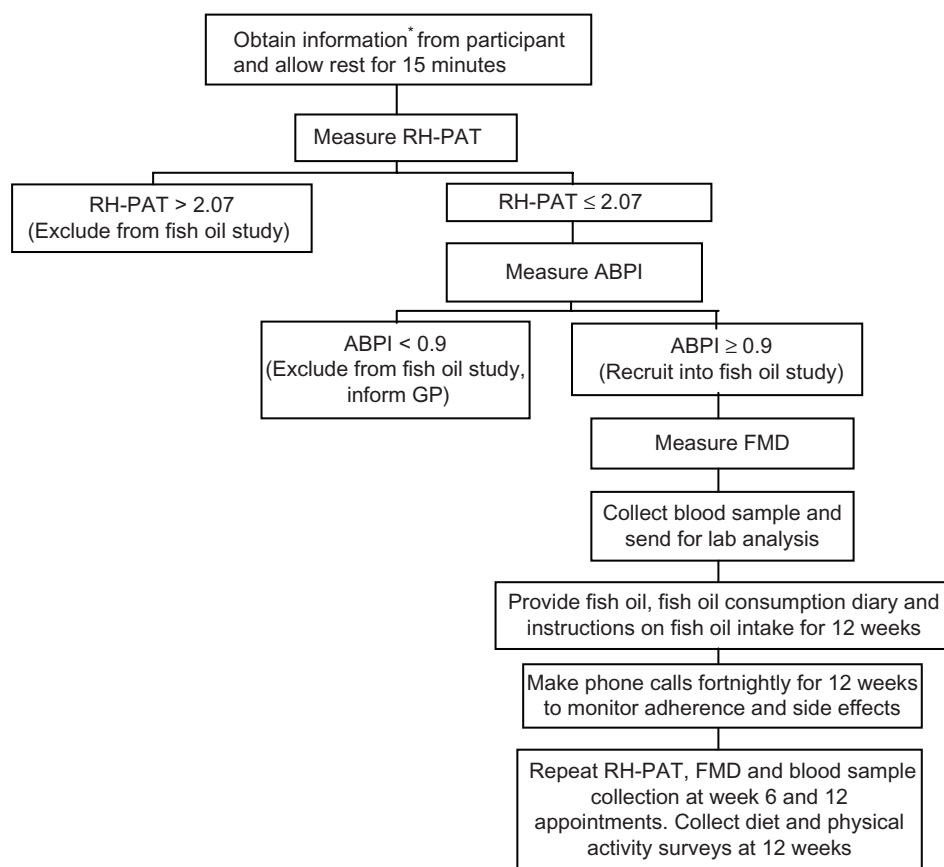 Obtain information* from participant
and allow rest for 15 minutes
Measure RH-PAT
RH-PAT > 2.07
(Exclude from fish oil study)
RH-PAT ≤ 2.07
Measure ABPI
ABPI < 0.9
(Exclude from fish oil study,
inform GP)
ABPI ≥ 0.9
(Recruit into fish oil study)
Measure FMD
Collect blood sample and
send for lab analysis
Provide fish oil, fish oil consumption diary and
instructions on fish oil intake for 12 weeks
Make phone calls fortnightly for 12 weeks
to monitor adherence and side effects
Repeat RH-PAT, FMD and blood sample
collection at week 6 and 12
appointments. Collect diet and physical
activity surveys at 12 weeks